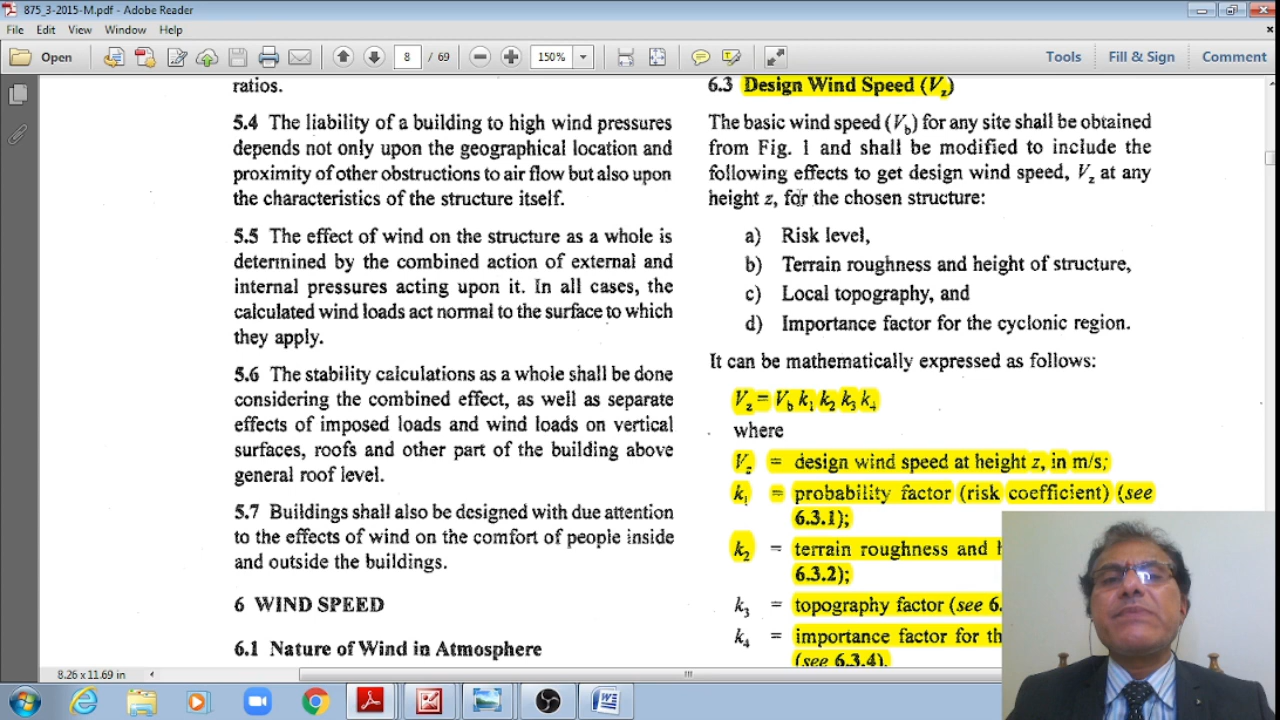 875_3-2015-M.pdf - Adobe Reader
File Edit View Window Help
Open
8 / 69
150%
Tools Fill & Sign Comment
ratios.
5.4 The liability of a building to high wind pressures
depends not only upon the geographical location and
proximity of other obstructions to air flow but also upon
the characteristics of the structure itself.
5.5 The effect of wind on the structure as a whole is
determined by the combined action of external and
internal pressures acting upon it. In all cases, the
calculated wind loads act normal to the surface to which
they apply.
5.6 The stability calculations as a whole shall be done
considering the combined effect, as well as separate
effects of imposed loads and wind loads on vertical
surfaces, roofs and other part of the building above
general roof level.
5.7 Buildings shall also be designed with due attention
to the effects of wind on the comfort of people inside
and outside the buildings.
6 WIND SPEED
6.1 Nature of Wind in Atmosphere
6.3 Design Wind Speed (Vz)
The basic wind speed (Vb) for any site shall be obtained
from Fig. 1 and shall be modified to include the
following effects to get design wind speed, Vz at any
height z, for the chosen structure:
a) Risk level,
b) Terrain roughness and height of structure,
c) Local topography, and
d) Importance factor for the cyclonic region.
It can be mathematically expressed as follows:
Vz = Vb k1 k2 k3 k4
where
Vz = design wind speed at height z, in m/s;
k1 = probability factor (risk coefficient) (see
6.3.1);
k2 = terrain roughness and
6.3.2);
k3 = topography factor (see 6.
k4 = importance factor for
(see 6.3.4).
8.26 x 11.69 in